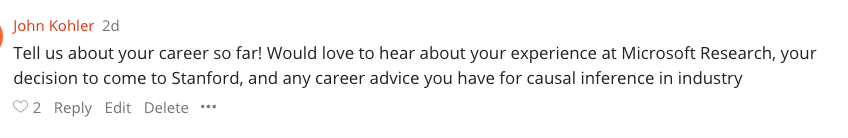 John Kohler 2d
Tell us about your career so far! Would love to hear about your experience at Microsoft Research, your
decision to come to Stanford, and any career advice you have for causal inference in industry
2 Reply Edit Delete •••